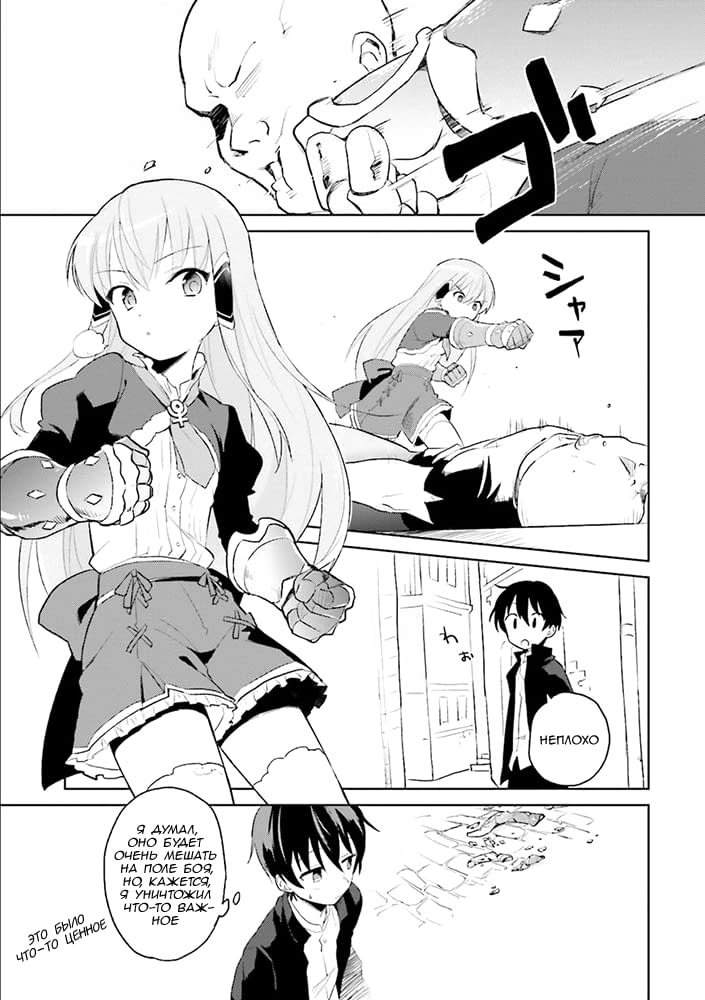 ゴ
シャァ
わぉ
НЕПЛОХО
Я ДУМАЛ,
ОНО БУДЕТ
ОЧЕНЬ МЕШАТЬ
НА ПОЛЕ БОЯ,
НО, КАЖЕТСЯ,
Я УНИЧТОЖИЛ
ЧТО-ТО ВАЖ-
НОЕ
ЭТО БЫЛО
ЧТО-ТО ЦЕННОЕ